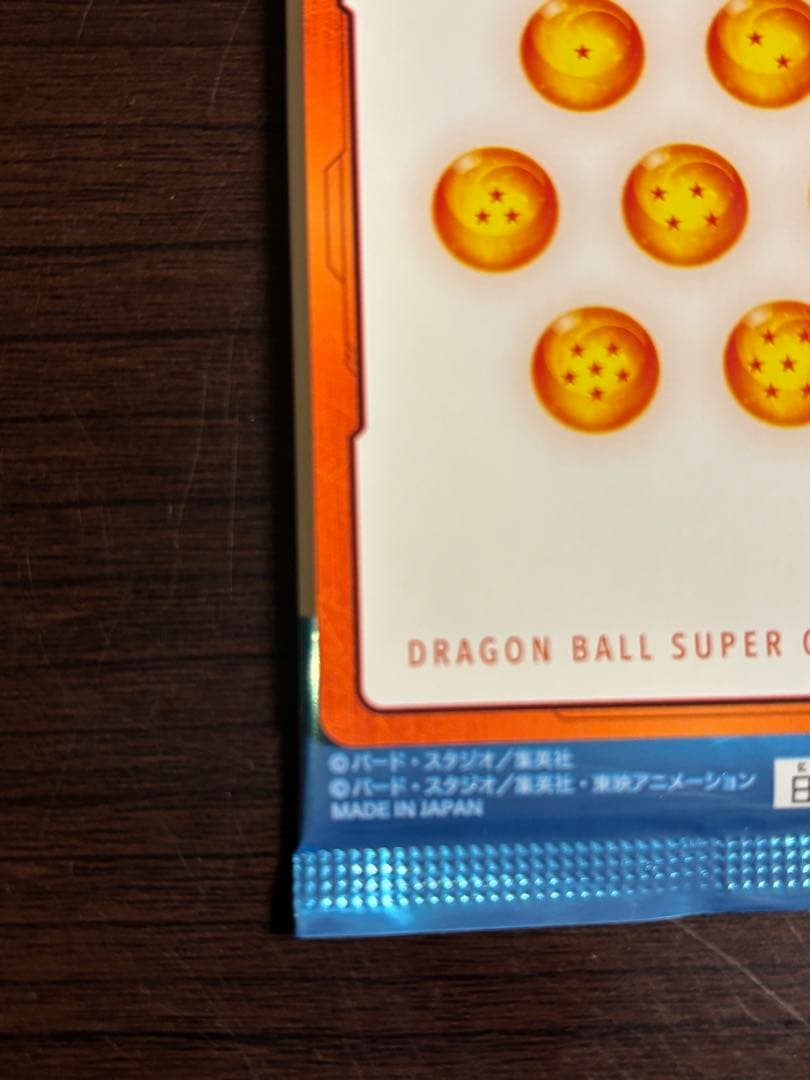 DRAGON BALL SUPER
©バード・スタジオ／集英社
©バード・スタジオ／集英社・東映アニメーション
MADE IN JAPAN